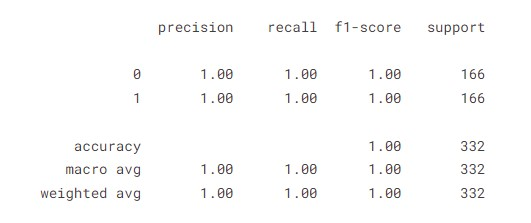 precision recall f1-score support
0 1.00 1.00 1.00 166
1 1.00 1.00 1.00 166
accuracy 1.00 332
macro avg 1.00 1.00 1.00 332
weighted avg 1.00 1.00 1.00 332